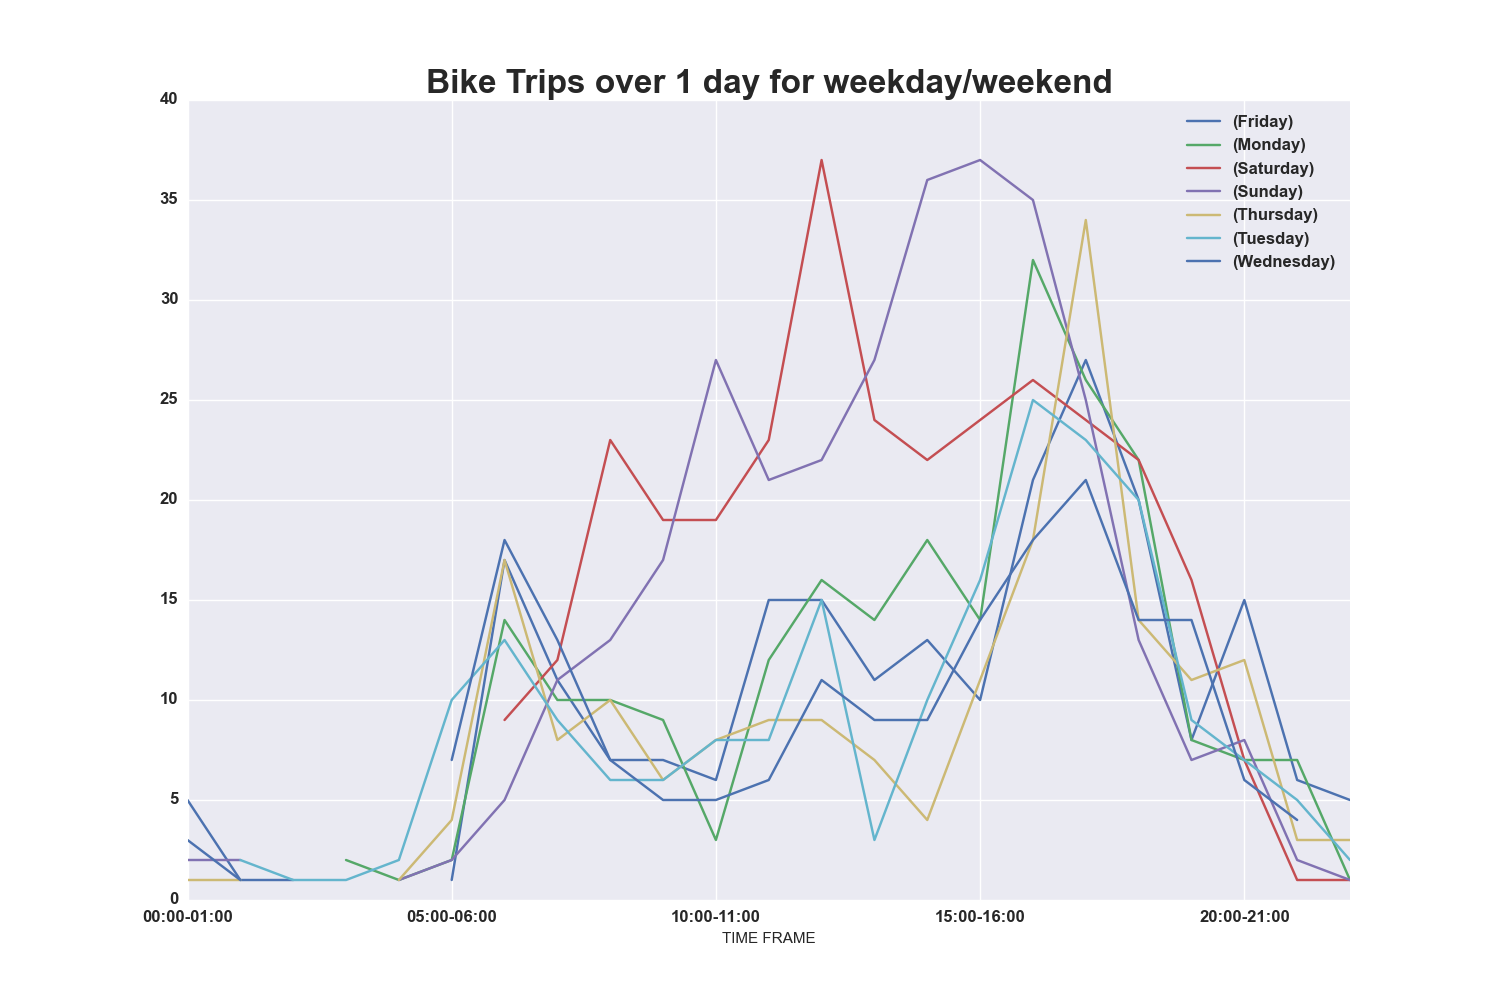 Bike Trips over 1 day for weekday/weekend
40
35
30
25
20
15
10
5
0
(Friday)
(Monday)
(Saturday)
(Sunday)
(Thursday)
(Tuesday)
(Wednesday)
00:00-01:00 05:00-06:00 10:00-11:00 15:00-16:00 20:00-21:00
TIME FRAME